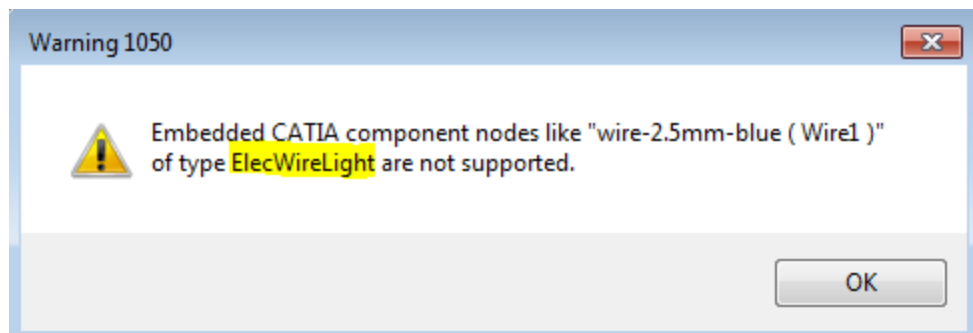 Warning 1050
Embedded CATIA component nodes like "wire-2.5mm-blue ( Wire1 )"
of type ElecWireLight are not supported.
OK